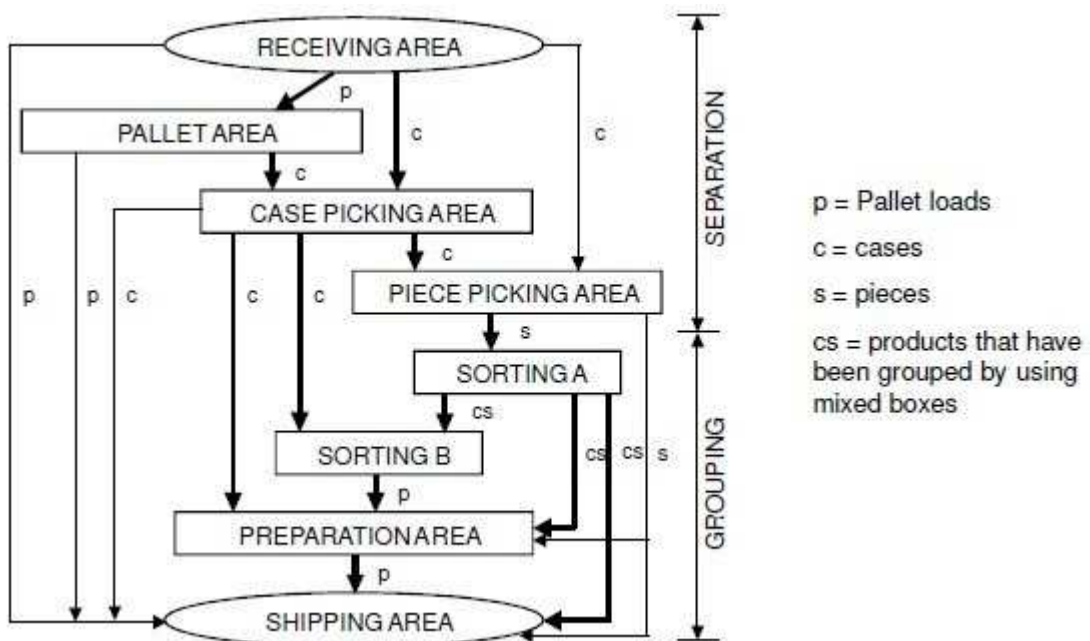 RECEIVING AREA
p
PALLET AREA
c
c
c
CASE PICKING AREA
p = Pallet loads
c
c = cases
p
p
c
c
c
PIECE PICKING AREA
s = pieces
SEPARATION
s
cs = products that have
been grouped by using
mixed boxes
SORTING A
cs
SORTING B
cs
cs
s
p
PREPARATION AREA
p
SHIPPING AREA
GROUPING